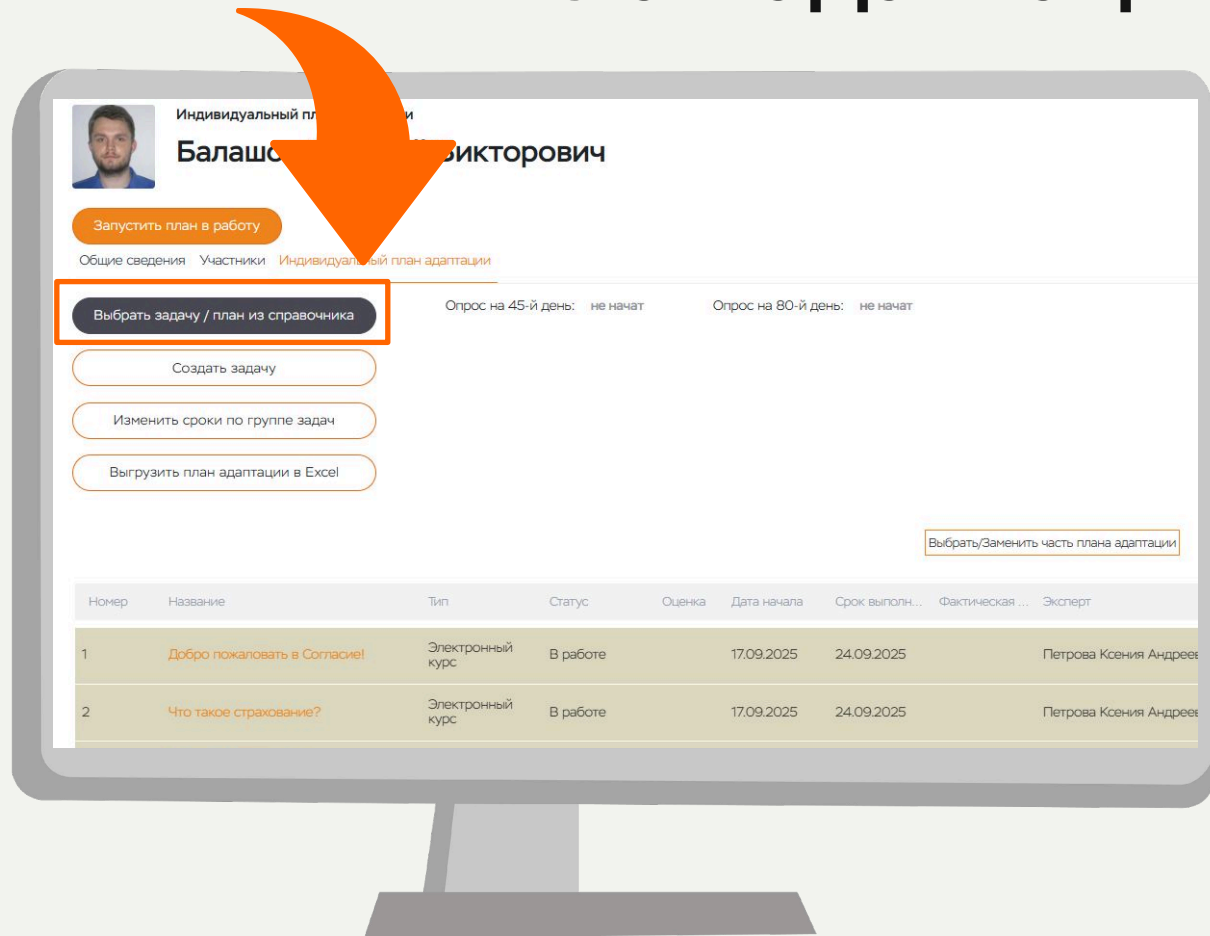 Индивидуальный
Викторович
Запустить план в работу
Общие сведения Участники Индивидуальный план адаптации
Выбрать задачу / план из справочника
Опрос на 45-й день: не начат Опрос на 80-й день: не начат
Создать задачу
Изменить сроки по группе задач
Выгрузить план адаптации в Excel
Выбрать/Заменить часть плана адаптации
Номер Название Тип Статус Оценка Дата начала Срок выполн... Фактическая ... Эксперт
1 Добро пожаловать в Согласие! Электронный курс В работе 17.09.2025 24.09.2025 Петрова Ксения Андреев
2 Что такое страхование? Электронный курс В работе 17.09.2025 24.09.2025 Петрова Ксения Андреев